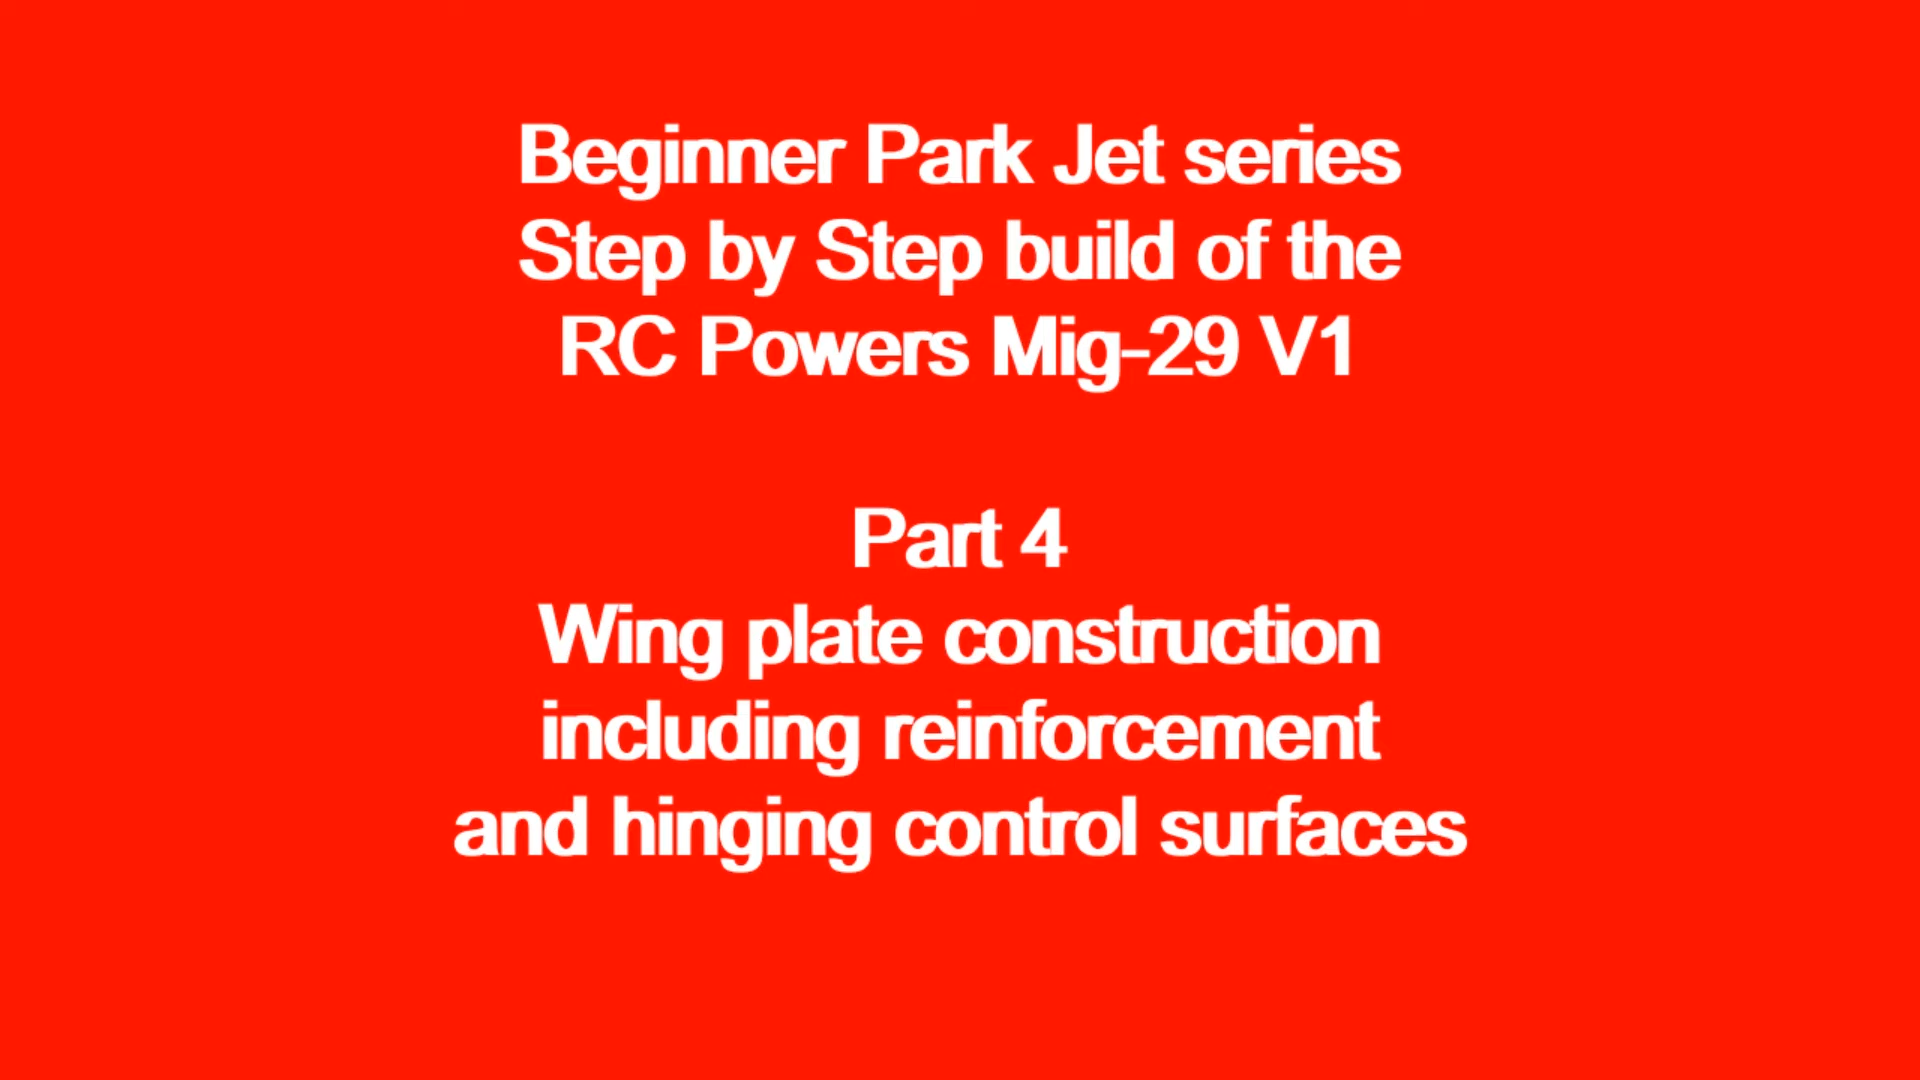 Beginner Park Jet series
Step by Step build of the
RC Powers Mig-29 V1
Part 4
Wing plate construction
including reinforcement
and hinging control surfaces